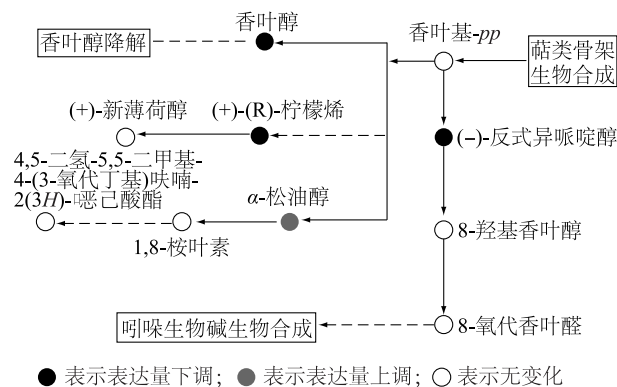 香叶醇
香叶基-pp
香叶醇降解
萜类骨架
生物合成
(+)-新薄荷醇
(+)-(R)-柠檬烯
(−)-反式异哌啶醇
4,5-二氢-5,5-二甲基-
4-(3-氧代丁基)呋喃-
2(3H)-噁己酸酯
α-松油醇
1,8-桉叶素
8-羟基香叶醇
吲哚生物碱生物合成
8-氧代香叶醛
表示表达量下调； 表示表达量上调； 表示无变化